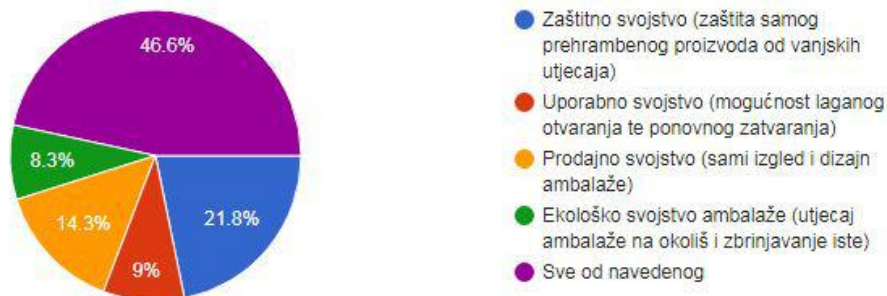 46.6%
8.3%
14.3%
9%
21.8%
Zaštitno svojstvo (zaštita samog
prehrambenog proizvoda od vanjskih
utjecaja)
Uporabno svojstvo (mogućnost laganog
otvaranja te ponovnog zatvaranja)
Prodajno svojstvo (sami izgled i dizajn
ambalaže)
Ekološko svojstvo ambalaže (utjecaj
ambalaže na okoliš i zbrinjavanje iste)
Sve od navedenog